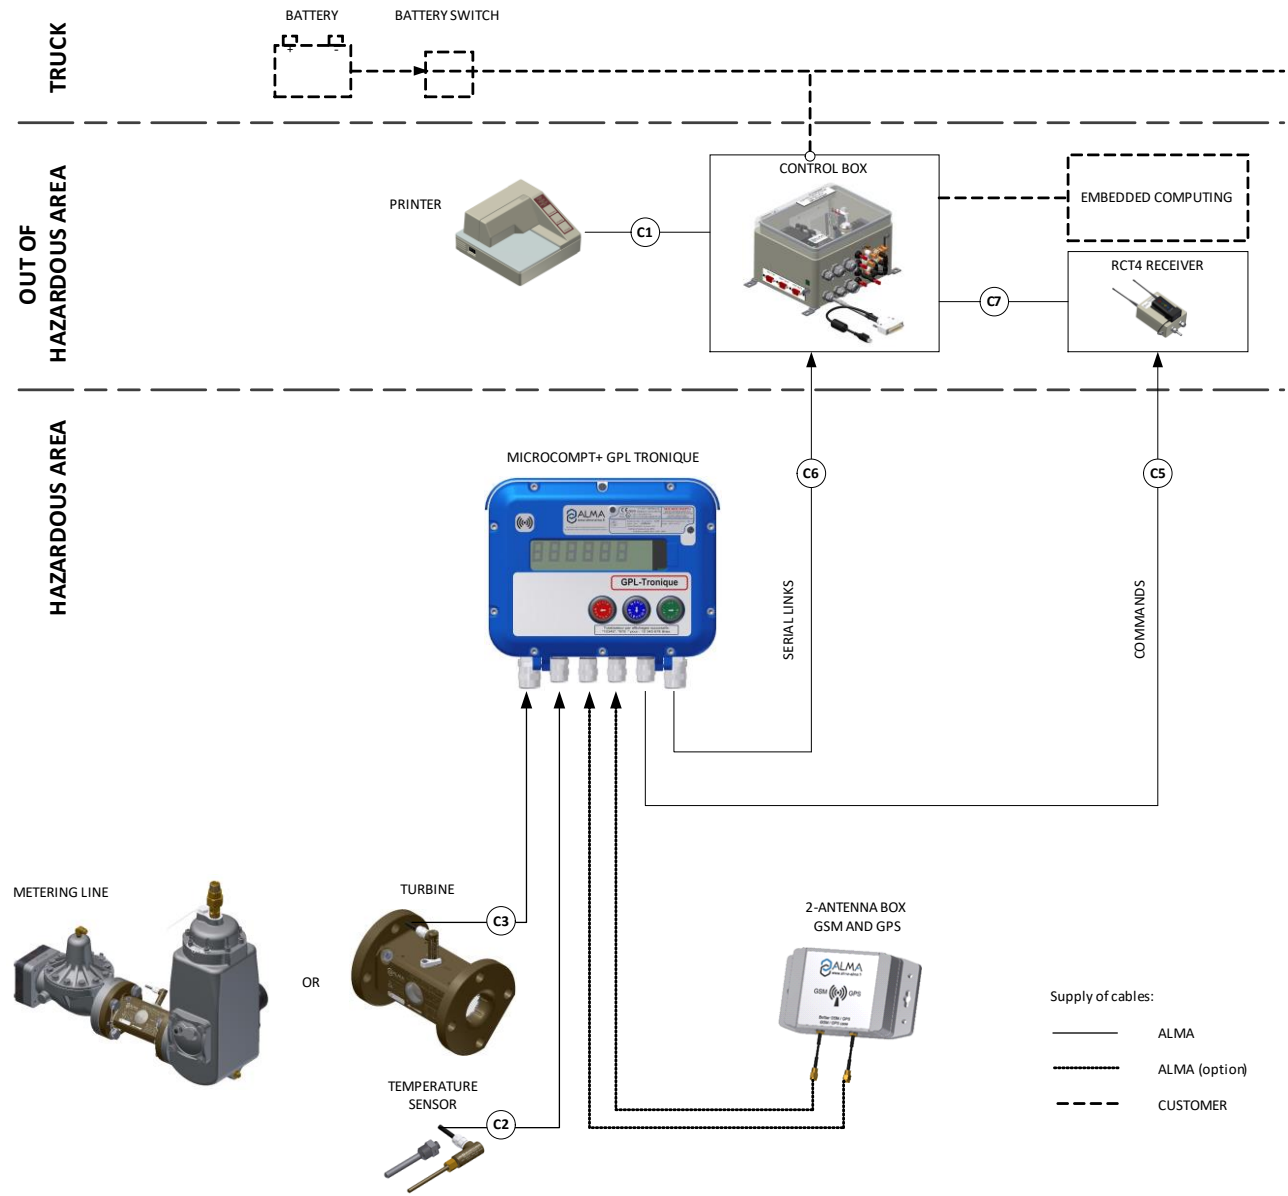 TRUCK
BATTERY
BATTERY SWITCH
+
-
OUT OF
HAZARDOUS AREA
CONTROL BOX
PRINTER
C1
EMBEDDED COMPUTING
RCT4 RECEIVER
C7
HAZARDOUS AREA
MICROCOMPT+ GPL TRONIQUE
C6
C5
ALMA
GPL-Tronique
SERIAL LINKS
COMMANDS
METERING LINE
TURBINE
C3
OR
ALMA
2-ANTENNA BOX
GSM AND GPS
ALMA
GSM
GPS
TEMPERATURE
SENSOR
C2
Supply of cables:
ALMA
ALMA (option)
CUSTOMER